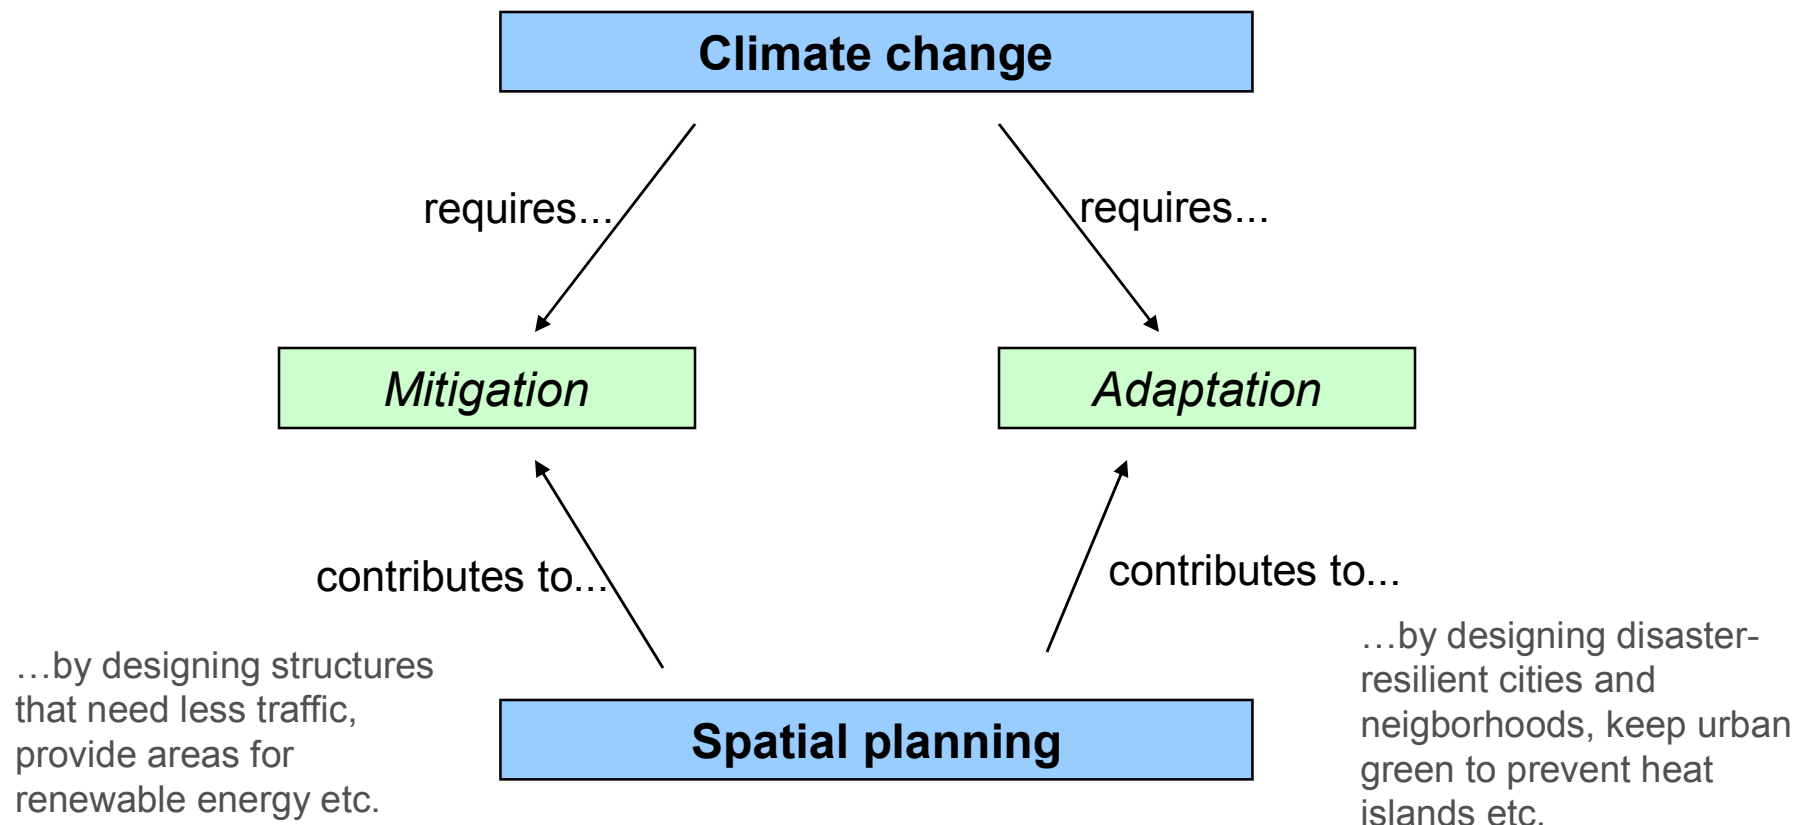 Climate change
requires...
requires...
Mitigation
Adaptation
contributes to...
contributes to...
…by designing structures
that need less traffic,
provide areas for
renewable energy etc.
Spatial planning
…by designing disaster-
resilient cities and
neigborhoods, keep urban
green to prevent heat
islands etc.